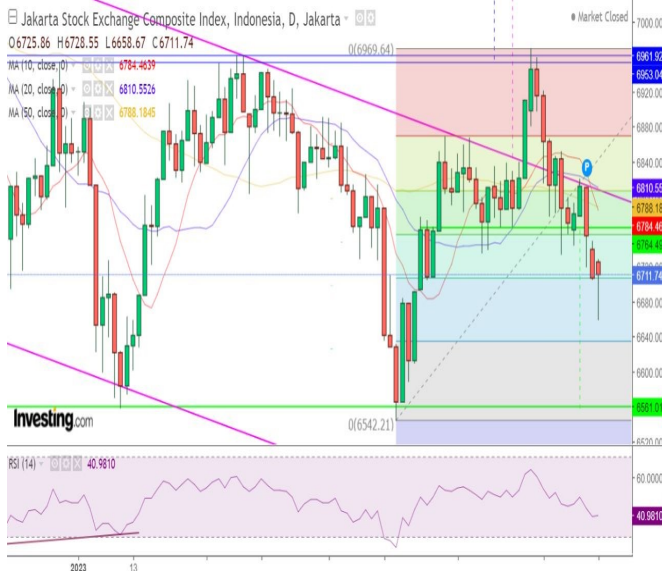 Jakarta Stock Exchange Composite Index, Indonesia, D, Jakarta
Market Closed
7000.00
O6725.86 H6728.55 L6658.67 C6711.74
MA (10, close, 0) 6784.4639
MA (20, close, 0) 6810.5526
MA (50, close, 0) 6788.1845
0(6969.64)
6961.92
6953.04
6920.00
6880.00
6840.00
P
6810.55
6788.18
6784.46
6764.49
6711.74
6680.00
6640.00
6600.00
6561.01
6520.00
0(6542.21)
Investing.com
RSI (14) 40.9810
60.0000
40.9810
2023
13